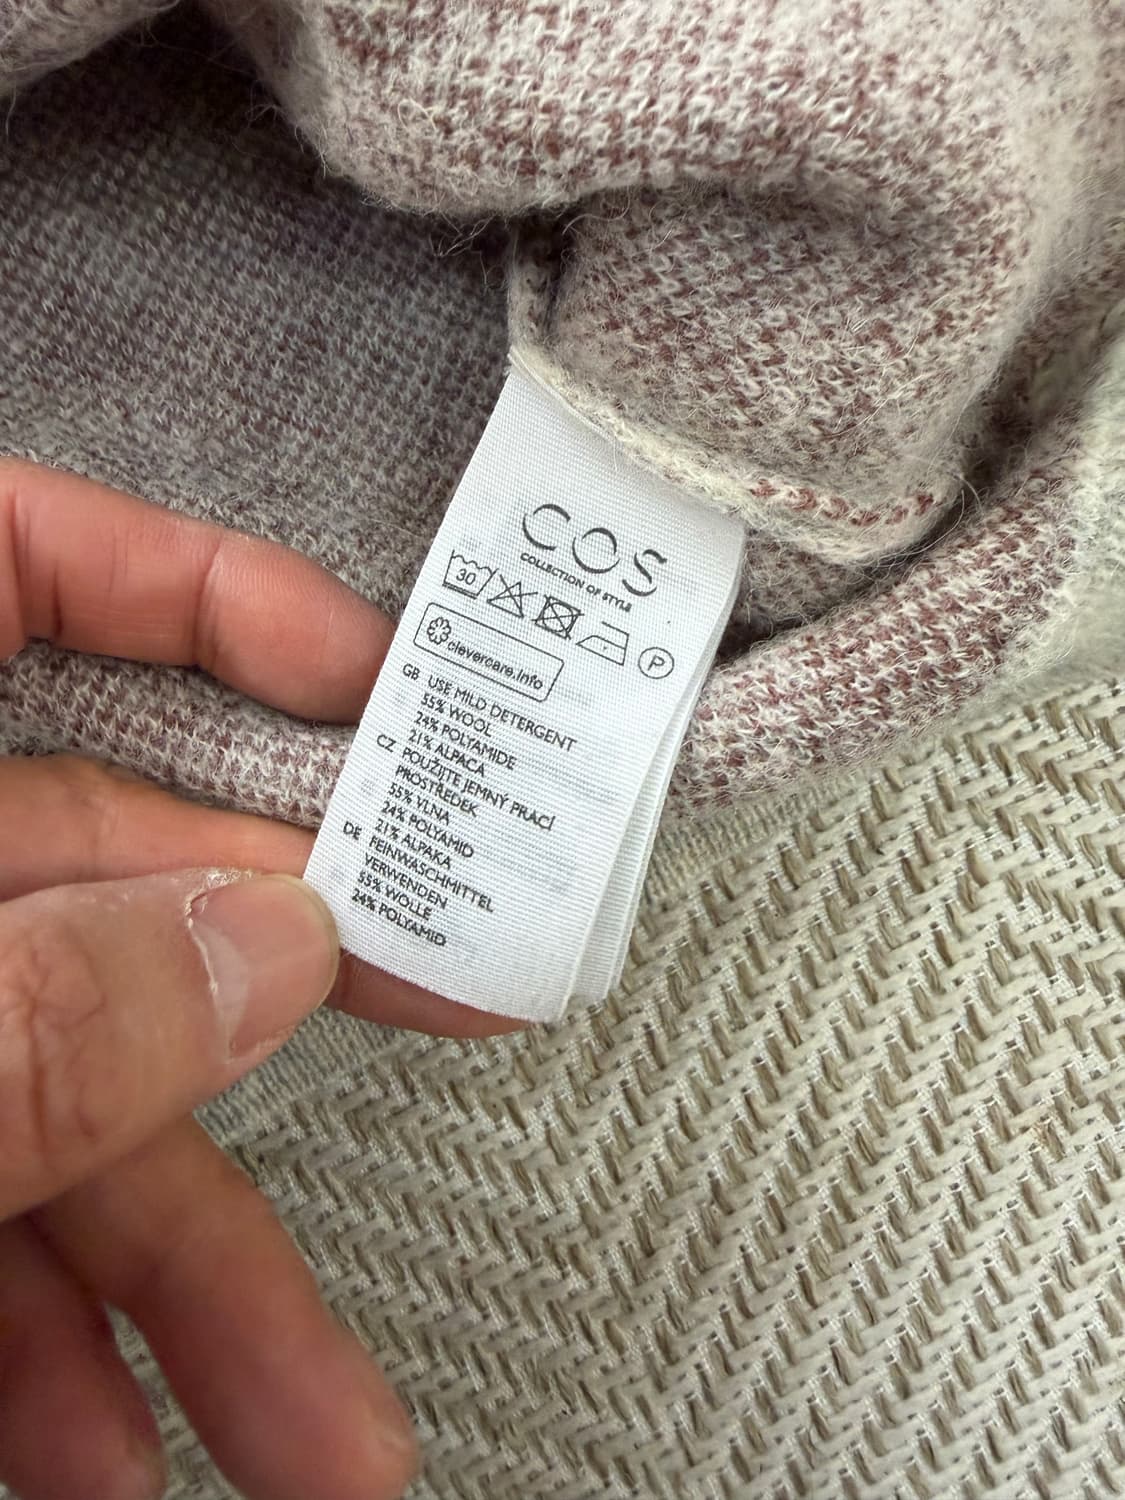 COS
COLLECTION OF STYLE
30 P
clevercare.info
GB USE MILD DETERGENT
55% WOOL
24% POLYAMIDE
21% ALPACA
CZ POUŽIJTE JEMNÝ PRACÍ
PROSTŘEDEK
55% VLNA
24% POLYAMID
21% ALPAKA
DE FEINWASCHMITTEL
VERWENDEN
55% WOLLE
24% POLYAMID